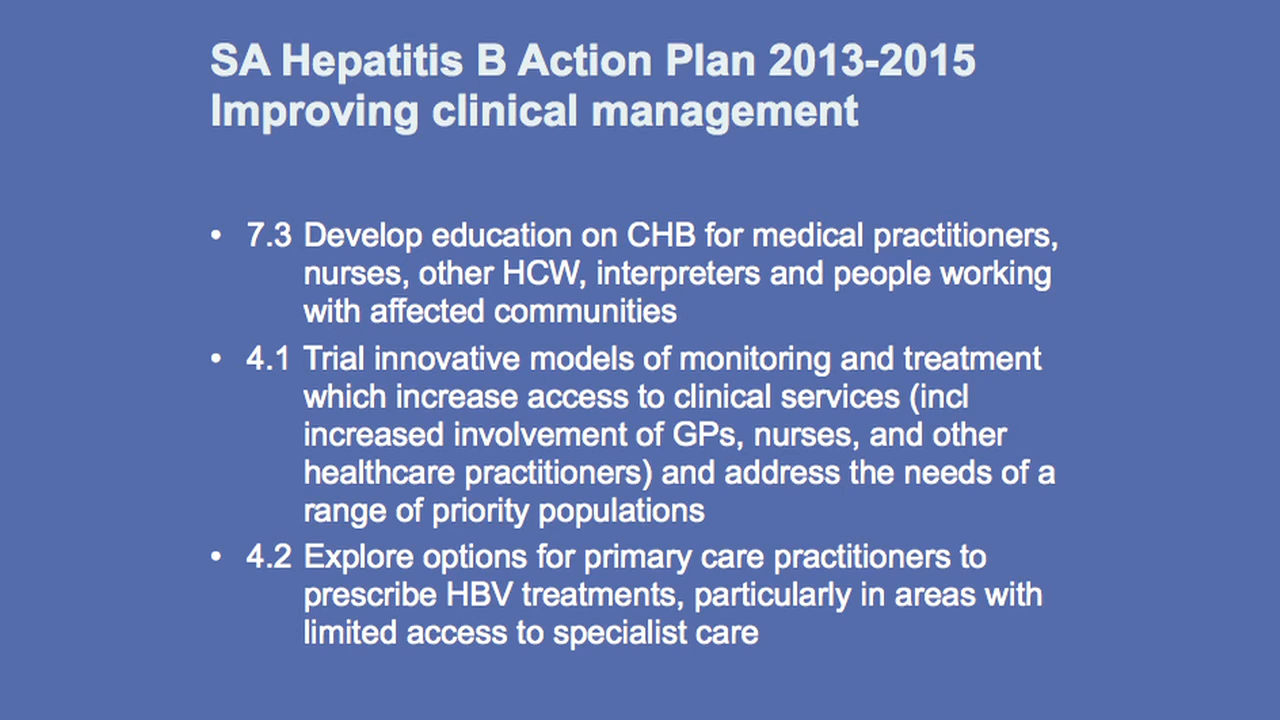 SA Hepatitis B Action Plan 2013-2015
Improving clinical management
• 7.3 Develop education on CHB for medical practitioners,
nurses, other HCW, interpreters and people working
with affected communities
• 4.1 Trial innovative models of monitoring and treatment
which increase access to clinical services (incl
increased involvement of GPs, nurses, and other
healthcare practitioners) and address the needs of a
range of priority populations
• 4.2 Explore options for primary care practitioners to
prescribe HBV treatments, particularly in areas with
limited access to specialist care